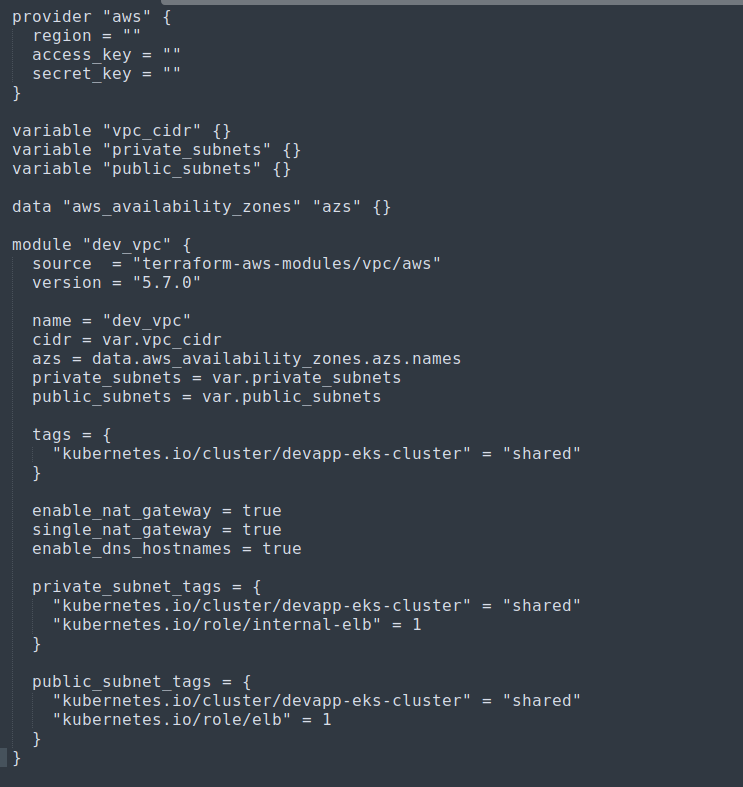 provider "aws" {
  region = ""
  access_key = ""
  secret_key = ""
}

variable "vpc_cidr" {}
variable "private_subnets" {}
variable "public_subnets" {}

data "aws_availability_zones" "azs" {}

module "dev_vpc" {
  source  = "terraform-aws-modules/vpc/aws"
  version = "5.7.0"

  name = "dev_vpc"
  cidr = var.vpc_cidr
  azs = data.aws_availability_zones.azs.names
  private_subnets = var.private_subnets
  public_subnets = var.public_subnets

  tags = {
    "kubernetes.io/cluster/devapp-eks-cluster" = "shared"
  }

  enable_nat_gateway = true
  single_nat_gateway = true
  enable_dns_hostnames = true

  private_subnet_tags = {
    "kubernetes.io/cluster/devapp-eks-cluster" = "shared"
    "kubernetes.io/role/internal-elb" = 1
  }

  public_subnet_tags = {
    "kubernetes.io/cluster/devapp-eks-cluster" = "shared"
    "kubernetes.io/role/elb" = 1
  }
}